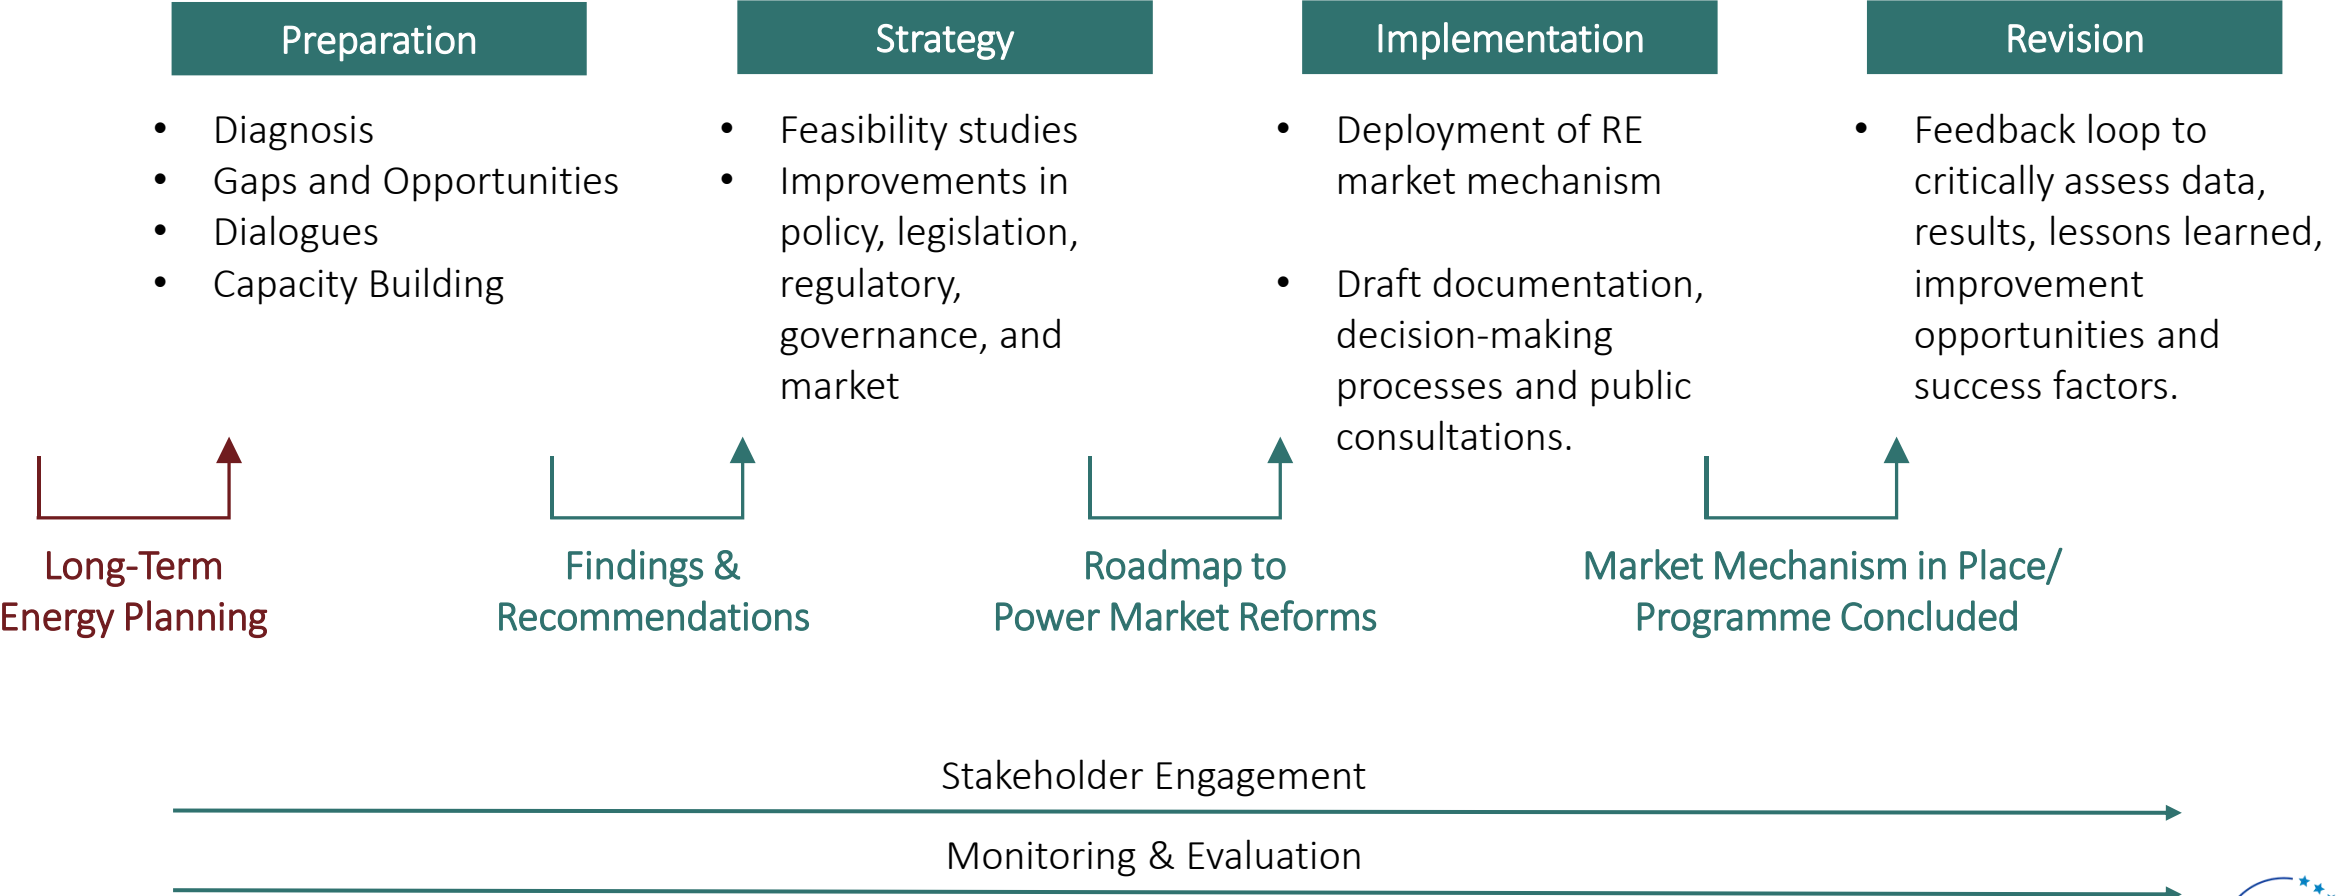 Preparation
• Diagnosis
• Gaps and Opportunities
• Dialogues
• Capacity Building
Strategy
• Feasibility studies
• Improvements in
policy, legislation,
regulatory,
governance, and
market
Implementation
• Deployment of RE
market mechanism
• Draft documentation,
decision-making
processes and public
consultations.
Revision
• Feedback loop to
critically assess data,
results, lessons learned,
improvement
opportunities and
success factors.
Long-Term
Energy Planning
Findings &
Recommendations
Roadmap to
Power Market Reforms
Market Mechanism in Place/
Programme Concluded
Stakeholder Engagement
Monitoring & Evaluation